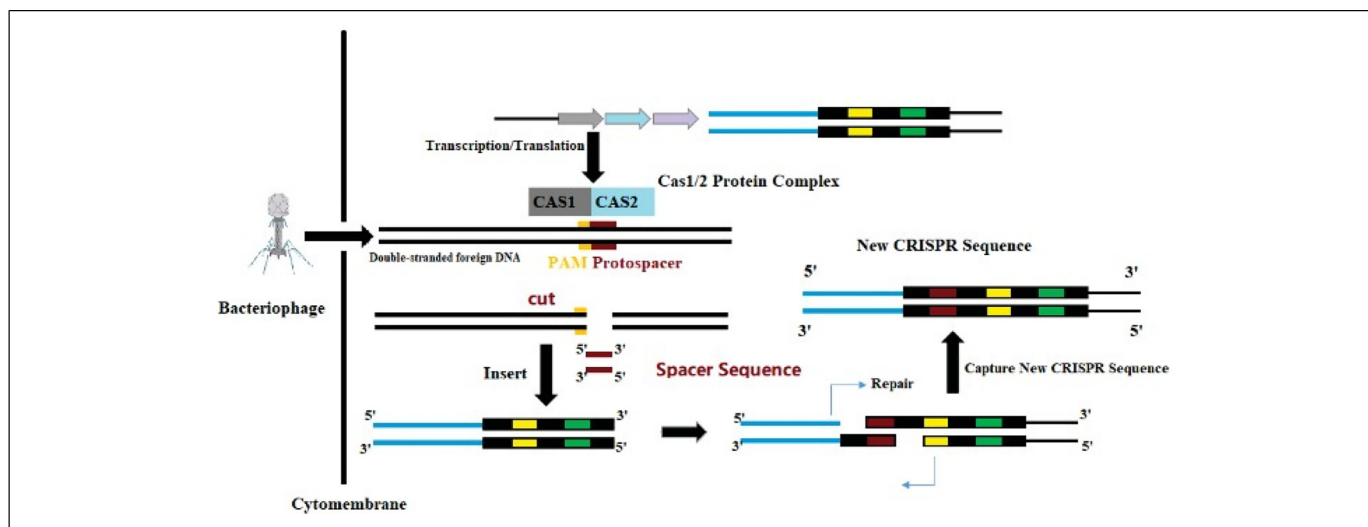 Transcription/Translation
Cas1/2 Protein Complex
CAS1 CAS2
Double-stranded foreign DNA
PAM Protospacer
Bacteriophage
New CRISPR Sequence
5' 3'
3' 5'
cut
5' 3'
3' 5'
Spacer Sequence
Insert
Capture New CRISPR Sequence
Repair
5' 3'
3' 5'
5' 3'
3' 5'
Cytomembrane